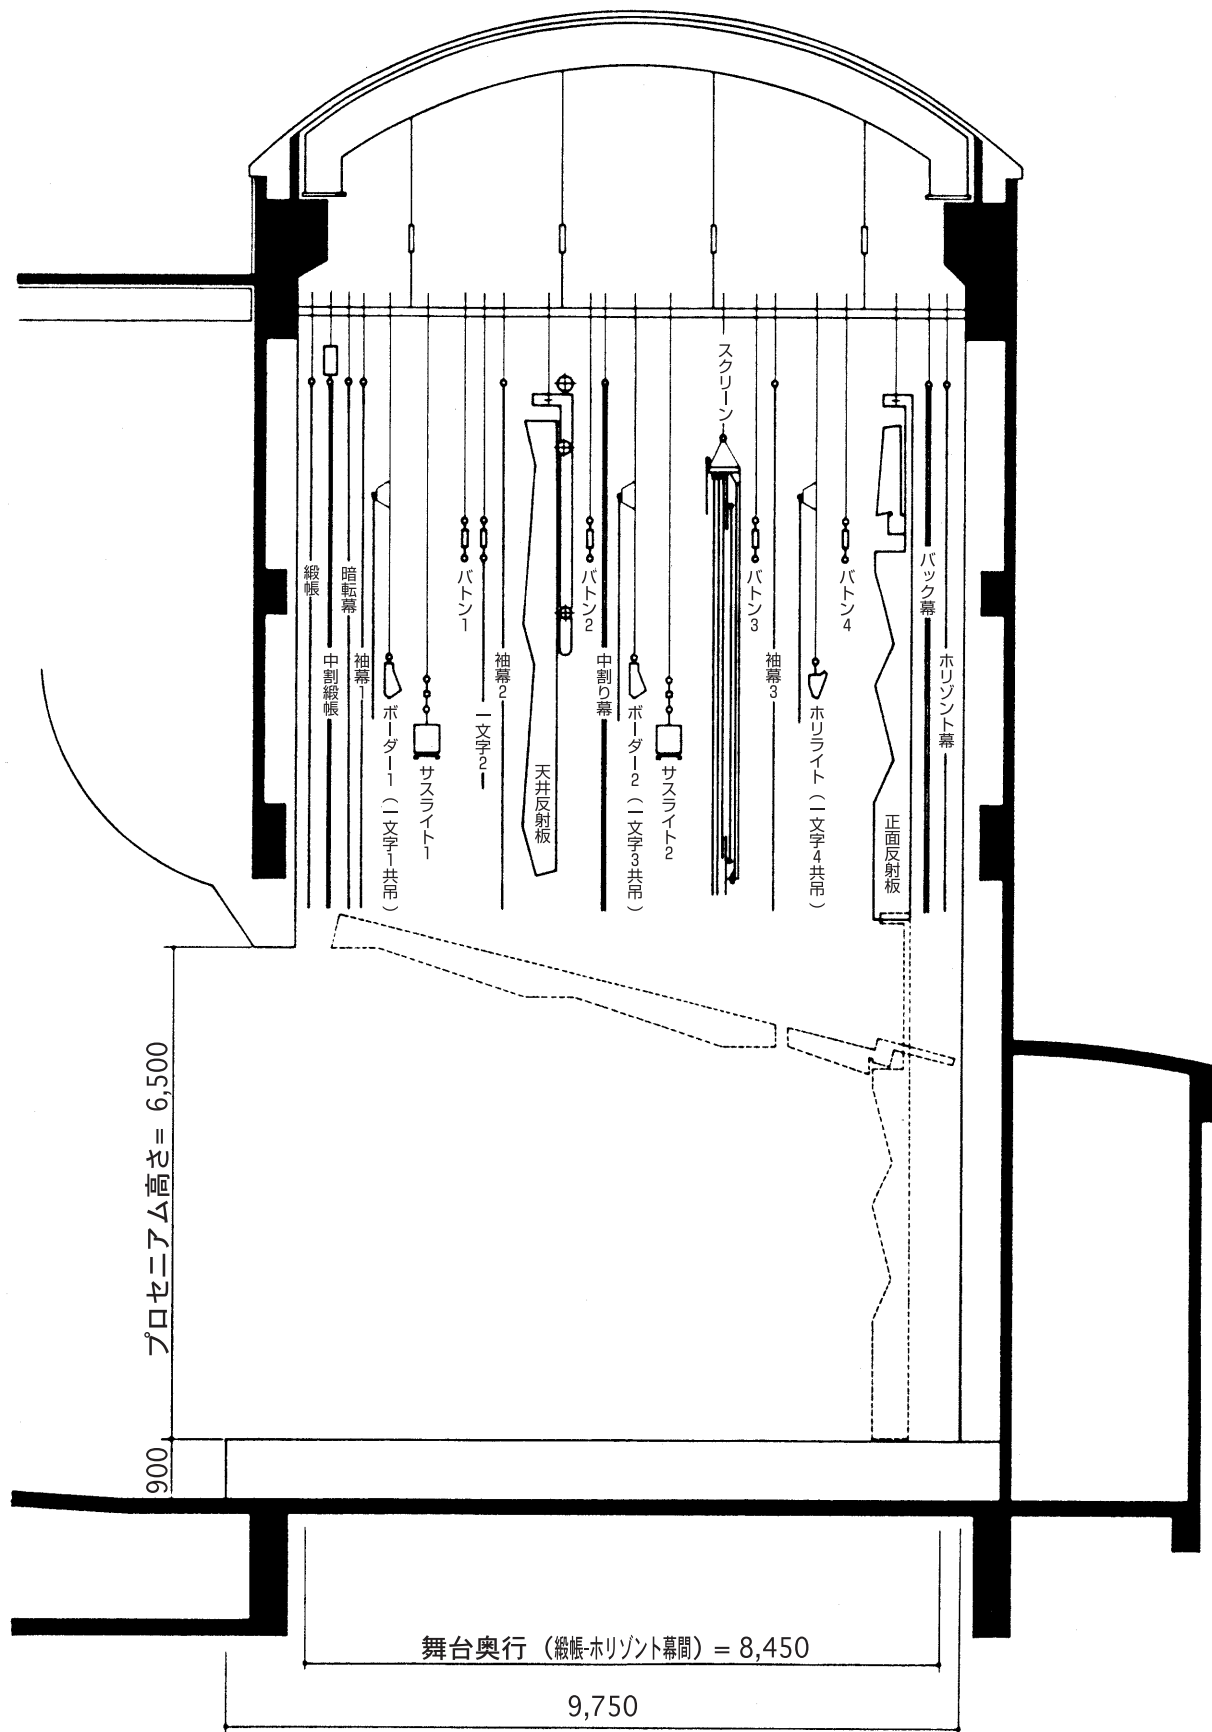 スクリーン
緞帳
中割緞帳
暗転幕
袖幕1
ボーダー1（一文字1共吊）
サスライト1
バトン1
一文字2
袖幕2
天井反射板
バトン2
中割り幕
ボーダー2（一文字3共吊）
サスライト2
バトン3
袖幕3
ホリライト（一文字4共吊）
バトン4
正面反射板
バック幕
ホリゾント幕
プロセニアム高さ= 6,500
900
舞台奥行（緞帳-ホリゾント幕間）= 8,450
9,750